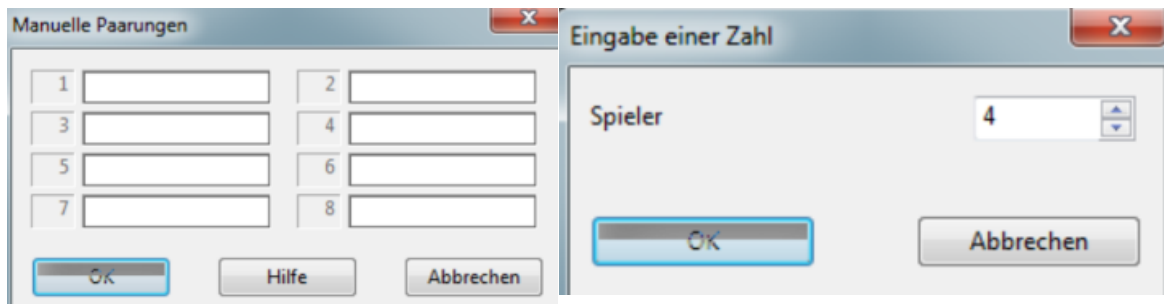 Manuelle Paarungen
1 2
3 4
5 6
7 8
OK Hilfe Abbrechen
Eingabe einer Zahl
Spieler 4
OK Abbrechen